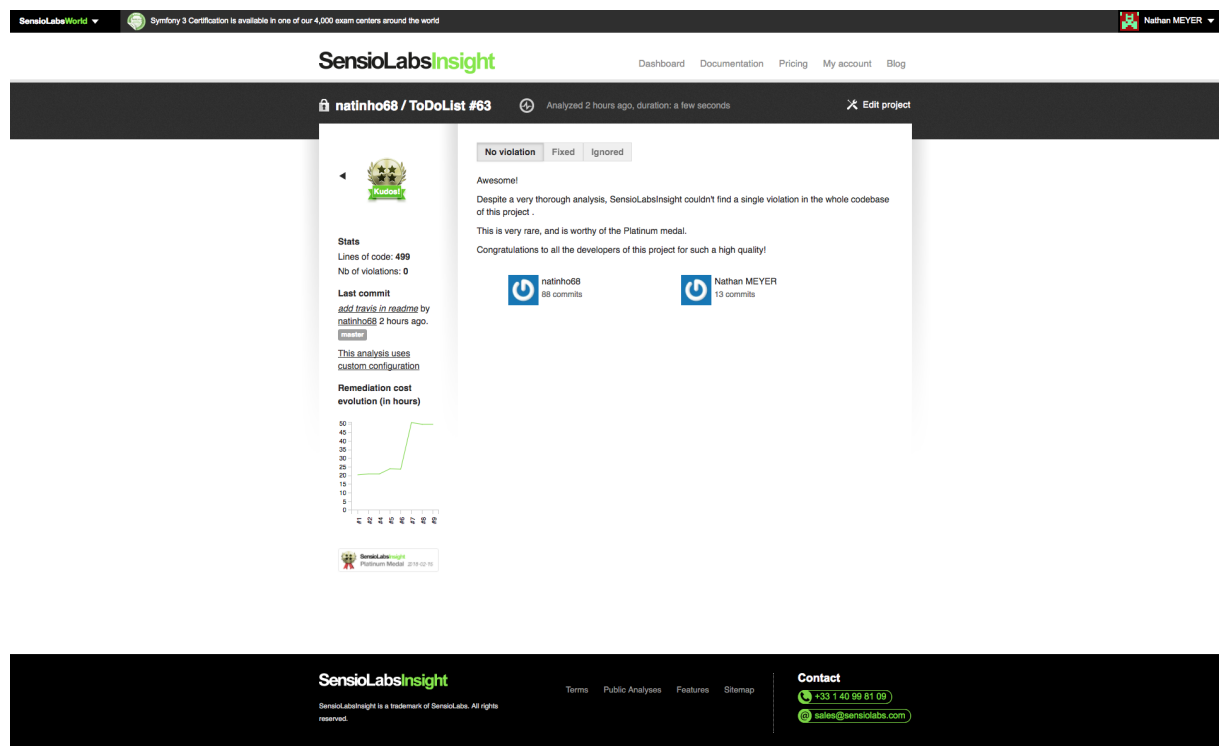 SensioLabsWorld
Symfony 3 Certification is available in one of our 4,000 exam centers around the world
Nathan MEYER
SensioLabsInsight
Dashboard Documentation Pricing My account Blog
natinho68 / ToDoList #63
Analyzed 2 hours ago, duration: a few seconds
Edit project
Kudos!
Stats
Lines of code: 499
Nb of violations: 0
Last commit
add travis in readme by
natinho68 2 hours ago.
master
This analysis uses
custom configuration
Remediation cost
evolution (in hours)
50
45
40
35
30
25
20
15
10
5
0
#1 #2 #4 #5 #6 #7 #8 #9
SensioLabsInsight
Platinum Medal
No violation Fixed Ignored
Awesome!
Despite a very thorough analysis, SensioLabsInsight couldn't find a single violation in the whole codebase
of this project .
This is very rare, and is worthy of the Platinum medal.
Congratulations to all the developers of this project for such a high quality!
natinho68
88 commits
Nathan MEYER
13 commits
SensioLabsInsight
SensioLabsInsight is a trademark of SensioLabs. All rights
reserved.
Terms Public Analyses Features Sitemap
Contact
+33 1 40 99 81 09
@ sales@sensiolabs.com